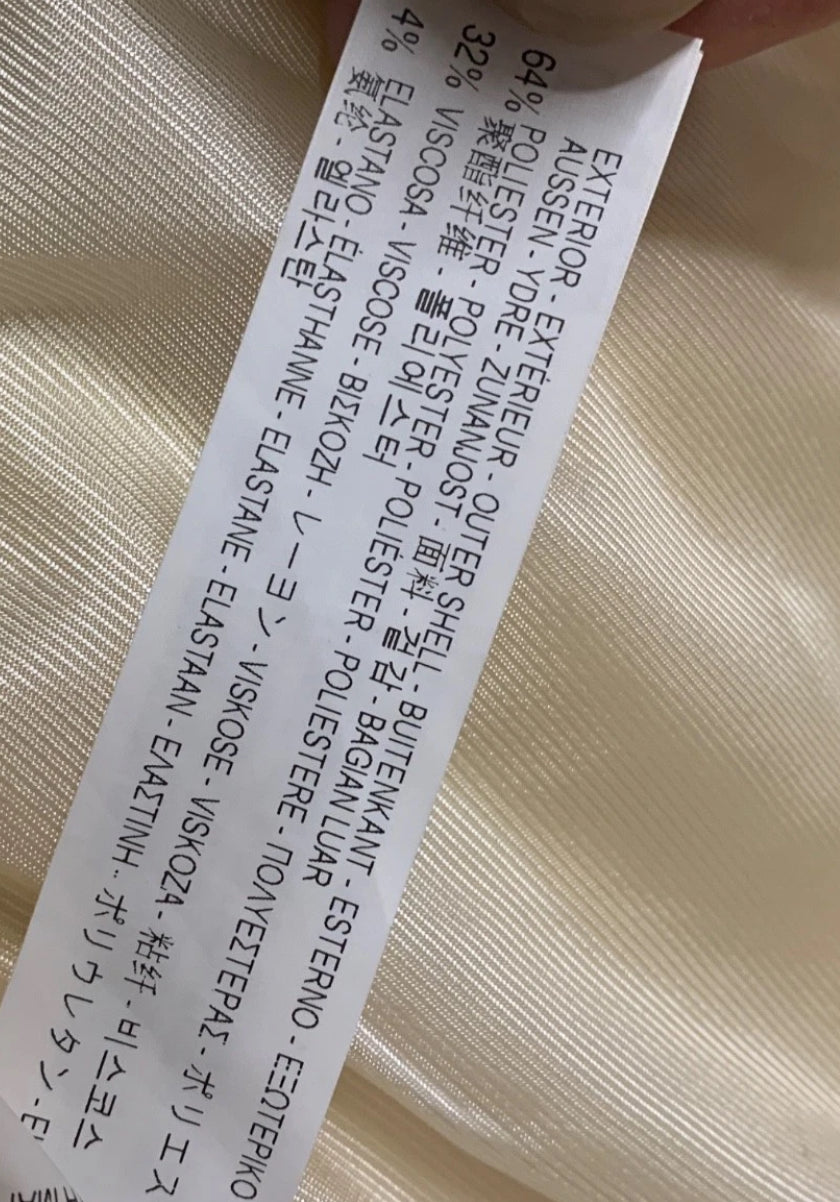 EXTERIOR - EXTÉRIEUR - OUTER SHELL - BUITENKANT - ESTERNO - ΕΞΩΤΕΡΙΚΟ
AUSSEN - YDRE - ZUNANJOST - 面料 - 겉감 - BAGIAN LUAR
64% POLIESTER - POLYESTER - POLIÉSTER - POLIESTERE - ΠΟΛΥΕΣΤΕΡΑΣ - ポリエス
聚酯纤维 - 폴리에스터
32% VISCOSA - VISCOSE - ΒΙΣΚΟΖΗ - レーヨン - VISKOSE - VISKOZA - 粘纤 - 비스코스
4% ELASTANO - ÉLASTHANNE - ELASTANE - ELASTAAN - ΕΛΑΣΤΙΝΗ - ポリウレタン -
氨纶 - 엘라스탄